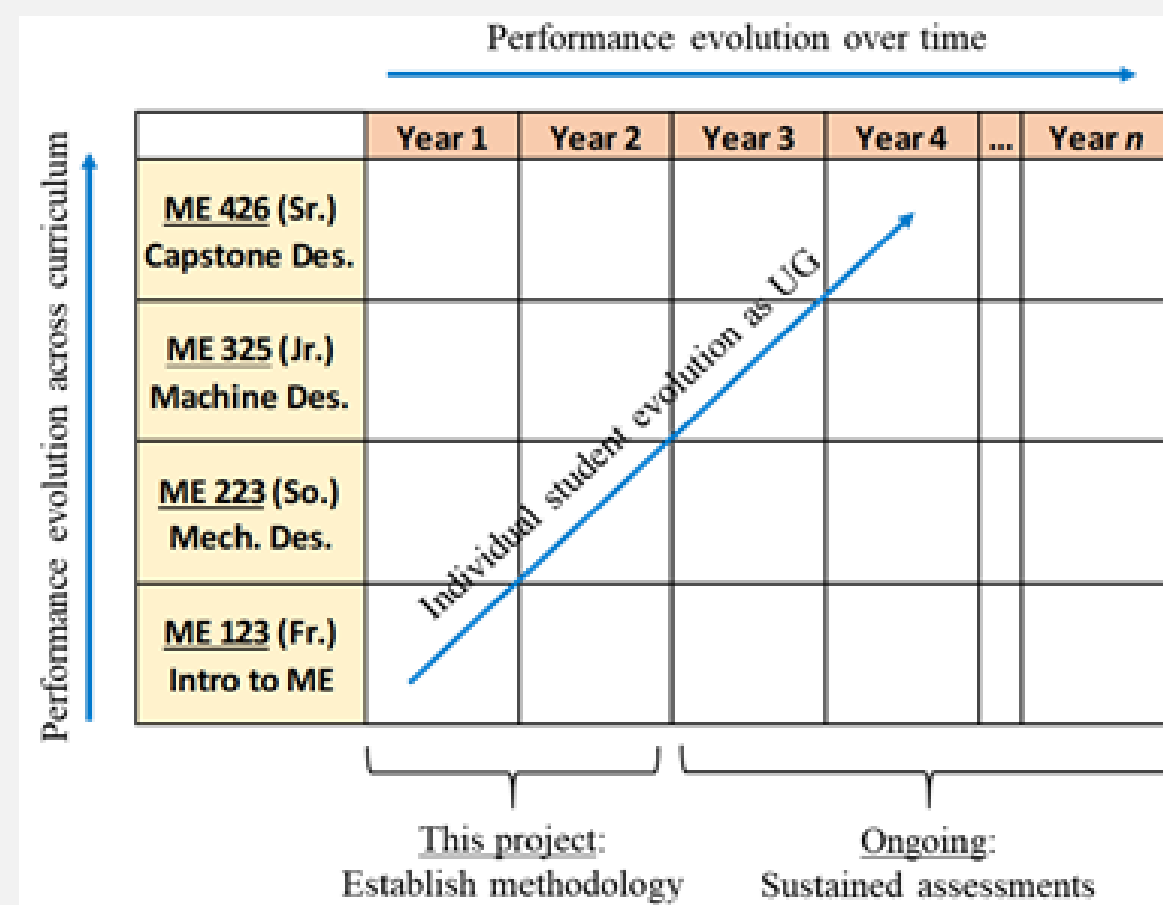 Performance evolution over time
Year 1 Year 2 Year 3 Year 4 ... Year n
Performance evolution across curriculum
ME 426 (Sr.)
Capstone Des.
ME 325 (Jr.)
Machine Des.
ME 223 (So.)
Mech. Des.
ME 123 (Fr.)
Intro to ME
Individual student evolution as UG
This project:
Establish methodology
Ongoing:
Sustained assessments